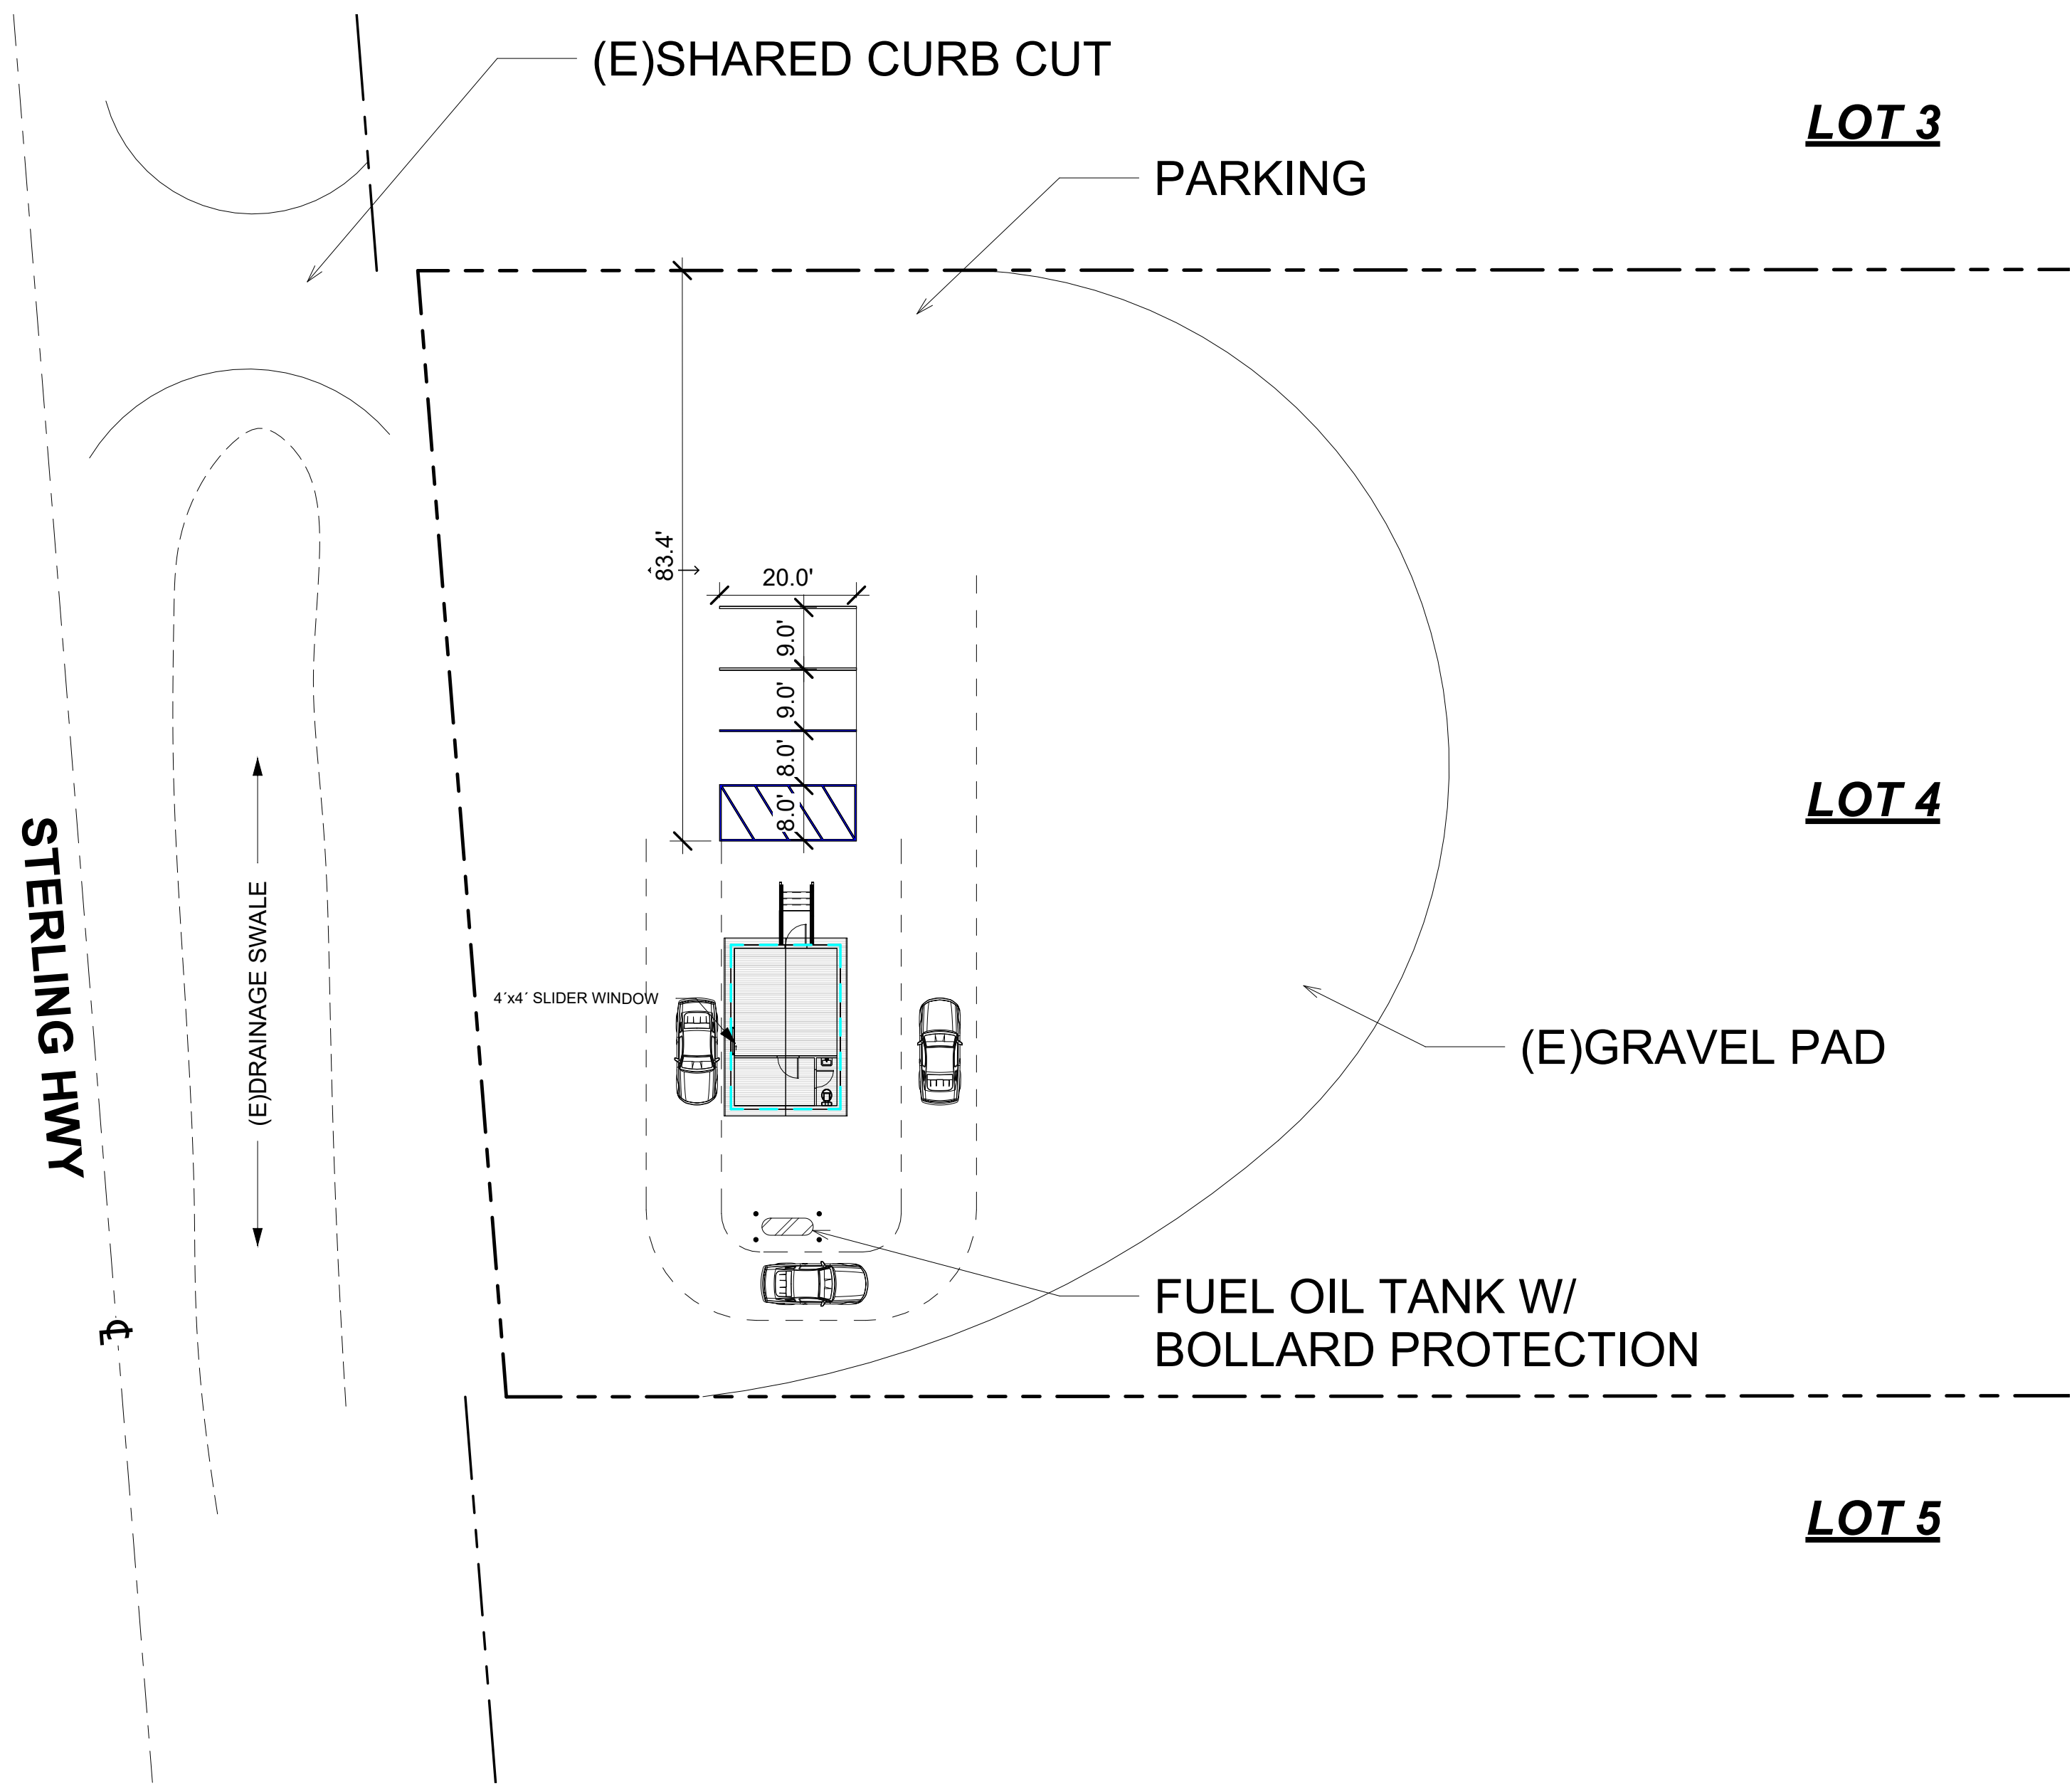 (E)SHARED CURB CUT
LOT 3
PARKING
83.4'
20.0'
9.0'
9.0'
8.0'
8.0'
LOT 4
STERLING HWY
(E)DRAINAGE SWALE
4´x4´ SLIDER WINDOW
(E)GRAVEL PAD
FUEL OIL TANK W/
BOLLARD PROTECTION
℄
LOT 5